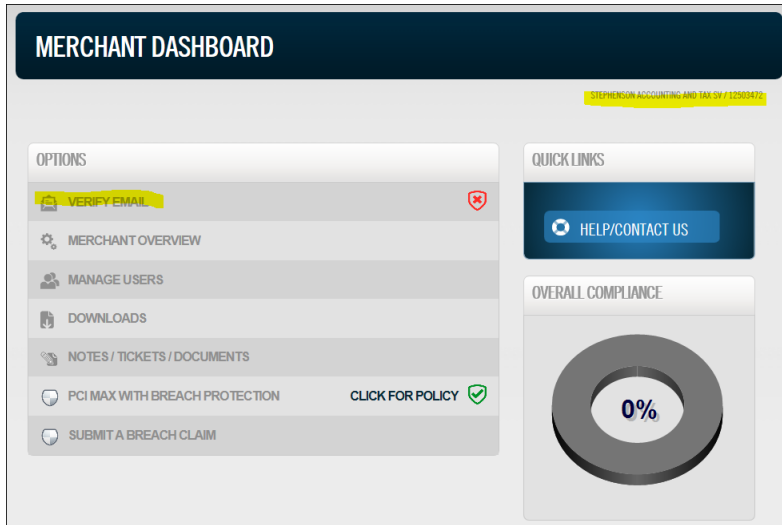 MERCHANT DASHBOARD
STEPHENSON ACCOUNTING AND TAX SV / 12503472
OPTIONS
VERIFY EMAIL
MERCHANT OVERVIEW
MANAGE USERS
DOWNLOADS
NOTES / TICKETS / DOCUMENTS
PCI MAX WITH BREACH PROTECTION CLICK FOR POLICY
SUBMIT A BREACH CLAIM
QUICK LINKS
HELP/CONTACT US
OVERALL COMPLIANCE
0%